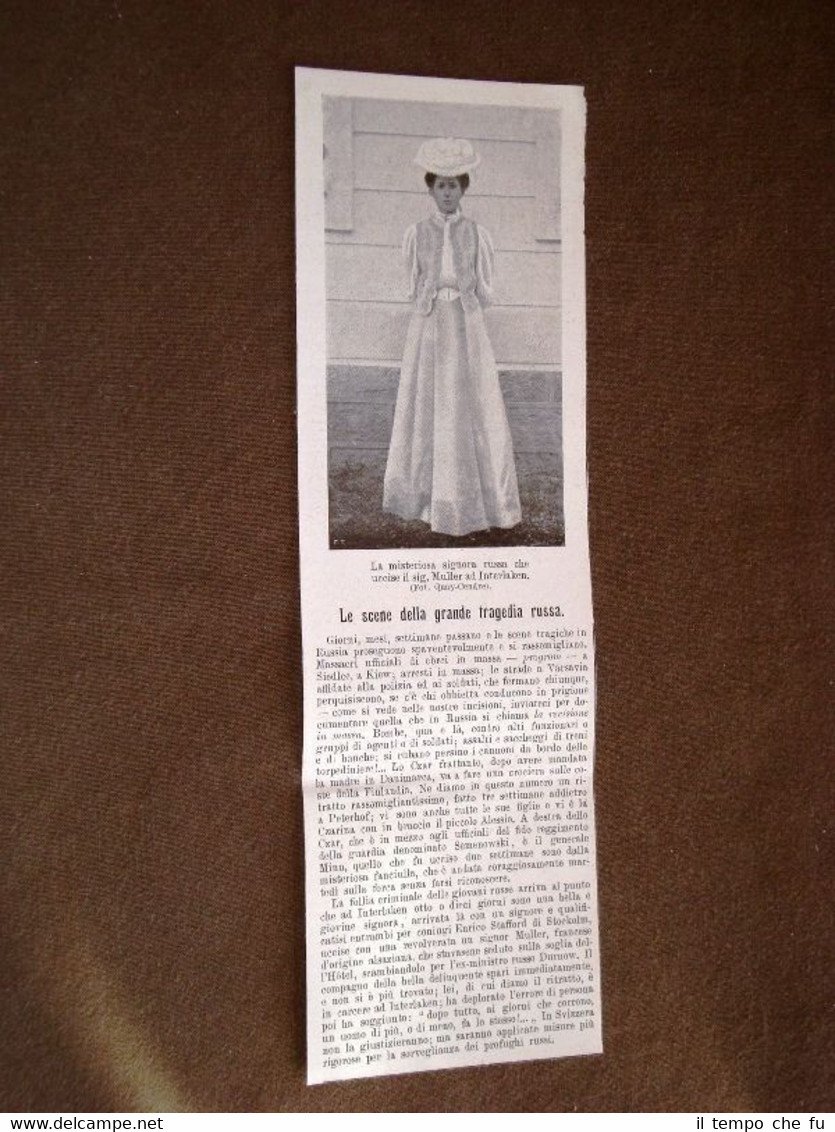 La misteriosa signora russa che
uccise il sig. Muller ad Interlaken.
(Fot. Quay-Cendre).
Le scene della grande tragedia russa.
Giorni, mesi, settimane passano e le scene tragiche in
Russia proseguono spaventevolmente e si rassomigliano.
Massacri ufficiali di ebrei in massa — progrom — a
Siedlce, a Kiew; arresti in massa; le strade a Varsavia
affidate alla polizia ed ai soldati, che fermano chiunque,
perquisiscono, se c'è chi obbietta conducono in prigione
— come si vede nelle nostre incisioni, inviateci per do-
cumentare quella che in Russia si chiama la revisione
in massa. Bombe, qua e là, contro alti funzionari o
gruppi di agenti o di soldati; assalti e saccheggi di treni
e di banche; si rubano persino i cannoni da bordo delle
torpediniere!... Lo Czar frattanto, dopo avere mandata
la madre in Danimarca, va a fare una crociera sulle co-
ste della Finlandia. Ne diamo in questo numero un ri-
tratto rassomigliantissimo, fatto tre settimane addietro
a Peterhof; vi sono anche tutte le sue figlie e vi è la
Czarina con in braccio il piccolo Alessio. A destra dello
Czar, che è in mezzo agli ufficiali del fido reggimento
della guardia denominato Semenowski, è il generale
Minn, quello che fu ucciso due settimane sono dalla
misteriosa fanciulla, che è andata coraggiosamente mar-
tedì sulla forca senza farsi riconoscere.
La follia criminale delle giovani russe arriva al punto
che ad Interlaken otto o dieci giorni sono una bella e
giovine signora, arrivata là con un signore e qualifi-
catisi entrambi per coniugi Enrico Stafford di Stockolm,
uccise con una revolverata un signor Muller, francese
d'origine alsaziana, che stavasene seduto sulla soglia del-
l'Hôtel, scambiandolo per l'ex-ministro russo Durnow. Il
compagno della bella delinquente sparì immediatamente,
e non si è più trovato; lei, di cui diamo il ritratto, è
in carcere ad Interlaken; ha deplorato l'errore di persona
poi ha soggiunto: "dopo tutto, ai giorni che corrono,
un uomo di più, o di meno, fa lo stesso!... „ In Svizzera
non la giustizieranno; ma saranno applicate misure più
rigorose per la sorveglianza dei profughi russi.
il tempo che fu